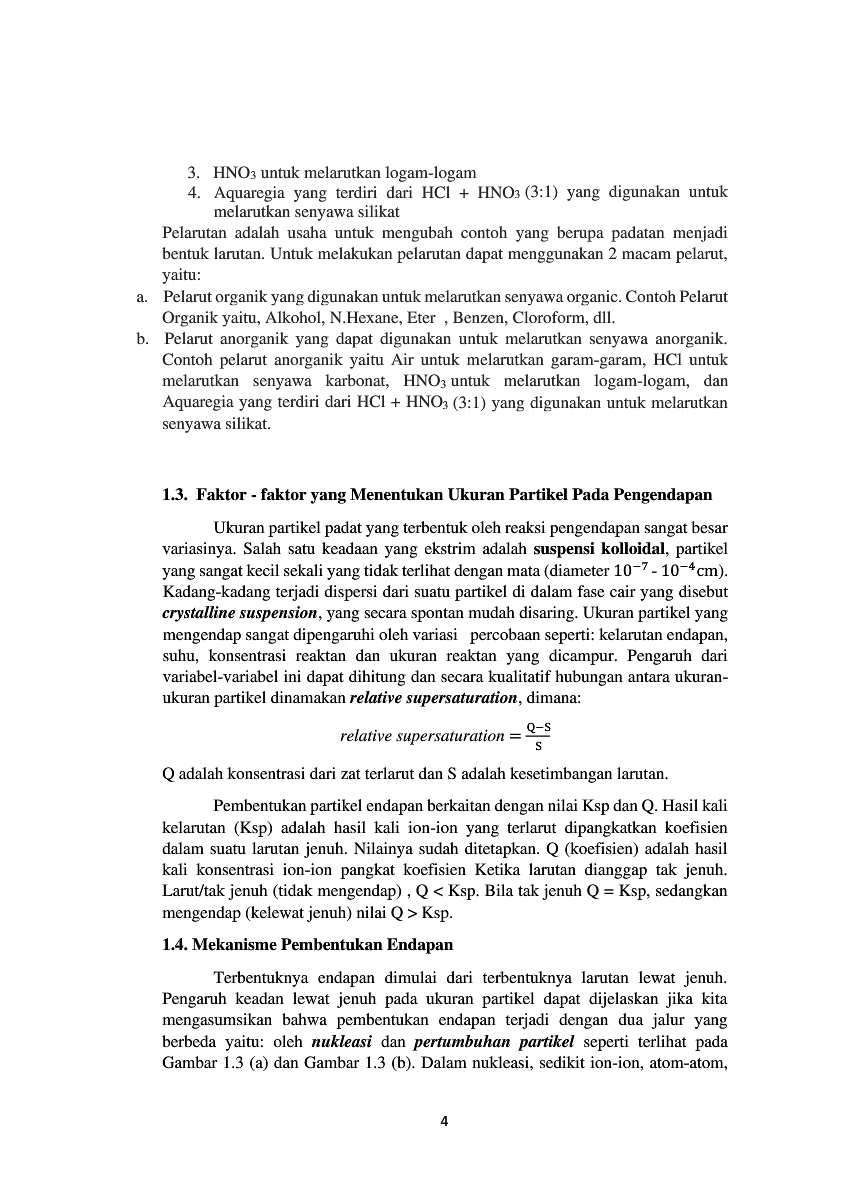 3. HNO3 untuk melarutkan logam-logam
4. Aquaregia yang terdiri dari HCl + HNO3 (3:1) yang digunakan untuk
melarutkan senyawa silikat
Pelarutan adalah usaha untuk mengubah contoh yang berupa padatan menjadi
bentuk larutan. Untuk melakukan pelarutan dapat menggunakan 2 macam pelarut,
yaitu:
a. Pelarut organik yang digunakan untuk melarutkan senyawa organic. Contoh Pelarut
Organik yaitu, Alkohol, N.Hexane, Eter , Benzen, Cloroform, dll.
b. Pelarut anorganik yang dapat digunakan untuk melarutkan senyawa anorganik.
Contoh pelarut anorganik yaitu Air untuk melarutkan garam-garam, HCl untuk
melarutkan senyawa karbonat, HNO3 untuk melarutkan logam-logam, dan
Aquaregia yang terdiri dari HCl + HNO3 (3:1) yang digunakan untuk melarutkan
senyawa silikat.
1.3. Faktor - faktor yang Menentukan Ukuran Partikel Pada Pengendapan
Ukuran partikel padat yang terbentuk oleh reaksi pengendapan sangat besar
variasinya. Salah satu keadaan yang ekstrim adalah suspensi kolloidal, partikel
yang sangat kecil sekali yang tidak terlihat dengan mata (diameter 10⁻⁷ - 10⁻⁴cm).
Kadang-kadang terjadi dispersi dari suatu partikel di dalam fase cair yang disebut
crystalline suspension, yang secara spontan mudah disaring. Ukuran partikel yang
mengendap sangat dipengaruhi oleh variasi percobaan seperti: kelarutan endapan,
suhu, konsentrasi reaktan dan ukuran reaktan yang dicampur. Pengaruh dari
variabel-variabel ini dapat dihitung dan secara kualitatif hubungan antara ukuran-
ukuran partikel dinamakan relative supersaturation, dimana:
relative supersaturation = Q−S/S
Q adalah konsentrasi dari zat terlarut dan S adalah kesetimbangan larutan.
Pembentukan partikel endapan berkaitan dengan nilai Ksp dan Q. Hasil kali
kelarutan (Ksp) adalah hasil kali ion-ion yang terlarut dipangkatkan koefisien
dalam suatu larutan jenuh. Nilainya sudah ditetapkan. Q (koefisien) adalah hasil
kali konsentrasi ion-ion pangkat koefisien Ketika larutan dianggap tak jenuh.
Larut/tak jenuh (tidak mengendap) , Q < Ksp. Bila tak jenuh Q = Ksp, sedangkan
mengendap (kelewat jenuh) nilai Q > Ksp.
1.4. Mekanisme Pembentukan Endapan
Terbentuknya endapan dimulai dari terbentuknya larutan lewat jenuh.
Pengaruh keadan lewat jenuh pada ukuran partikel dapat dijelaskan jika kita
mengasumsikan bahwa pembentukan endapan terjadi dengan dua jalur yang
berbeda yaitu: oleh nukleasi dan pertumbuhan partikel seperti terlihat pada
Gambar 1.3 (a) dan Gambar 1.3 (b). Dalam nukleasi, sedikit ion-ion, atom-atom,
4